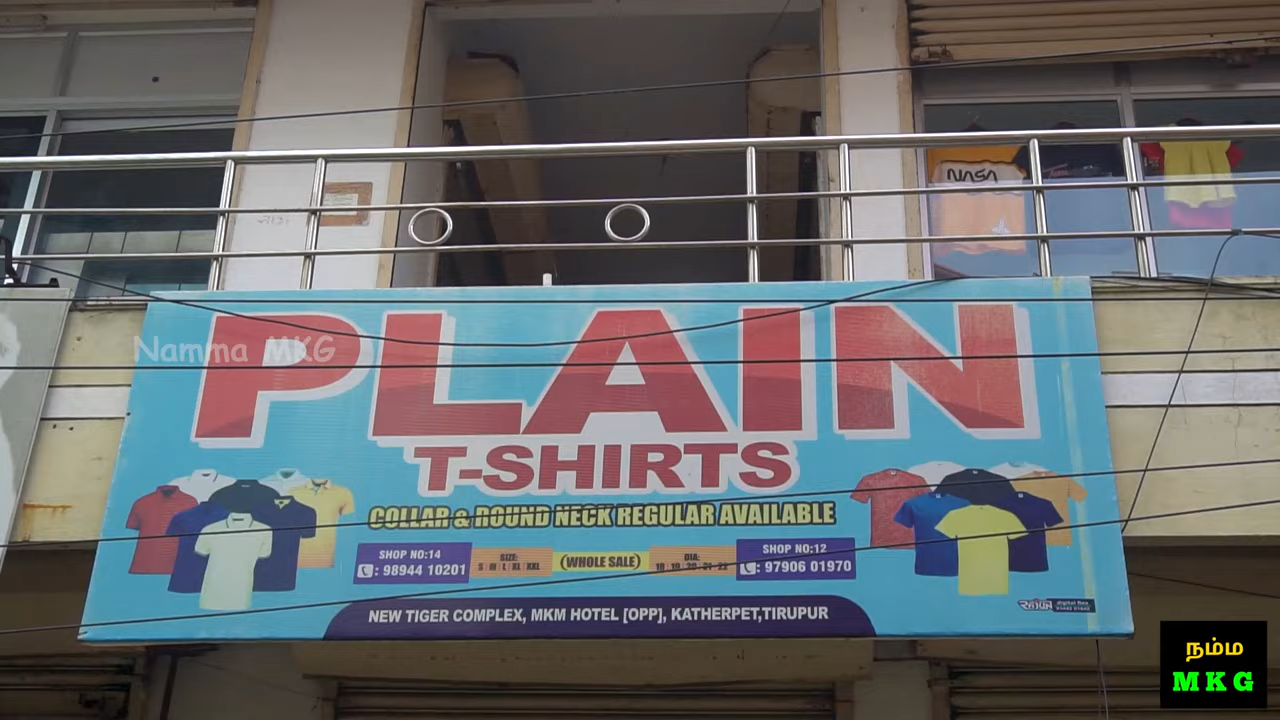 NASA
Namma MKG
PLAIN
T-SHIRTS
COLLAR & ROUND NECK REGULAR AVAILABLE
SHOP NO:14
: 98944 10201
SIZE:
S | M | L | XL | XXL
(WHOLE SALE)
DIA:
18 | 19 | 20 | 21 | 22
SHOP NO:12
: 97906 01970
NEW TIGER COMPLEX, MKM HOTEL [OPP], KATHERPET,TIRUPUR
நம்ம
MKG